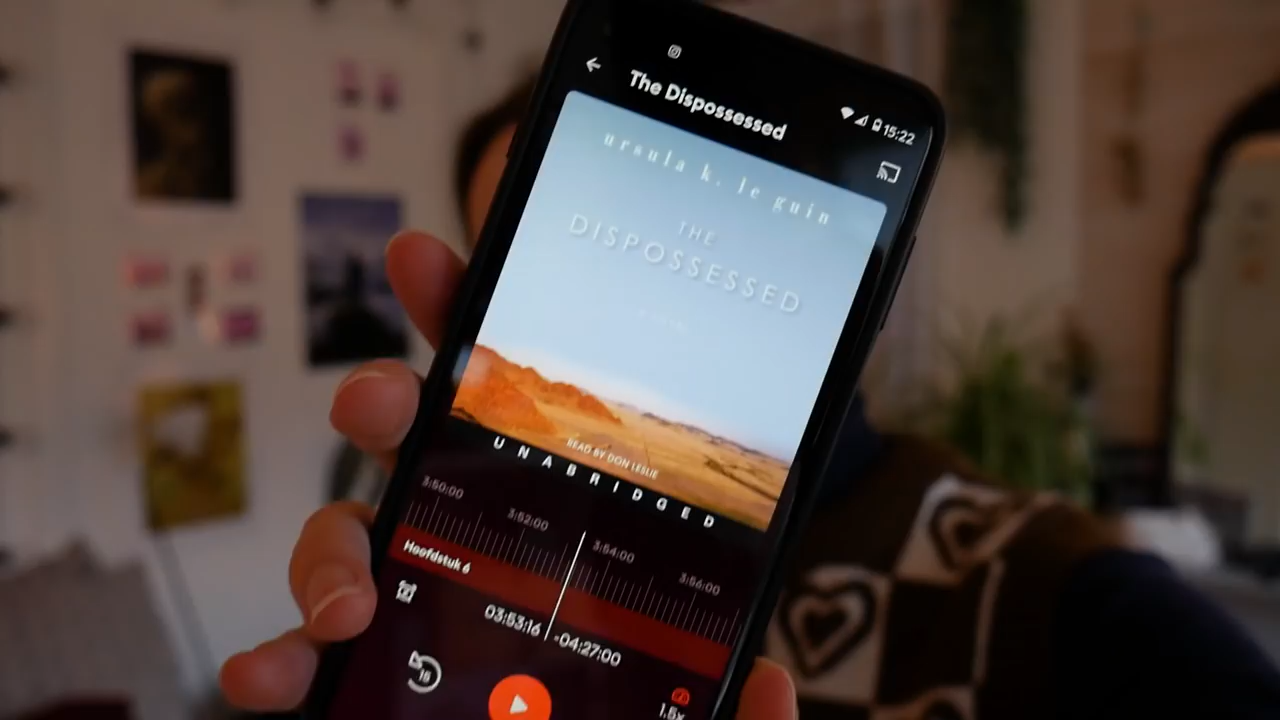 The Dispossessed
15:22
ursula k. le guin
THE
DISPOSSESSED
READ BY DON LESLIE
UNABRIDGED
3:50:00
3:52:00
3:54:00
3:56:00
Hoofdstuk 6
03:53:16
-04:27:00
15
1.5x